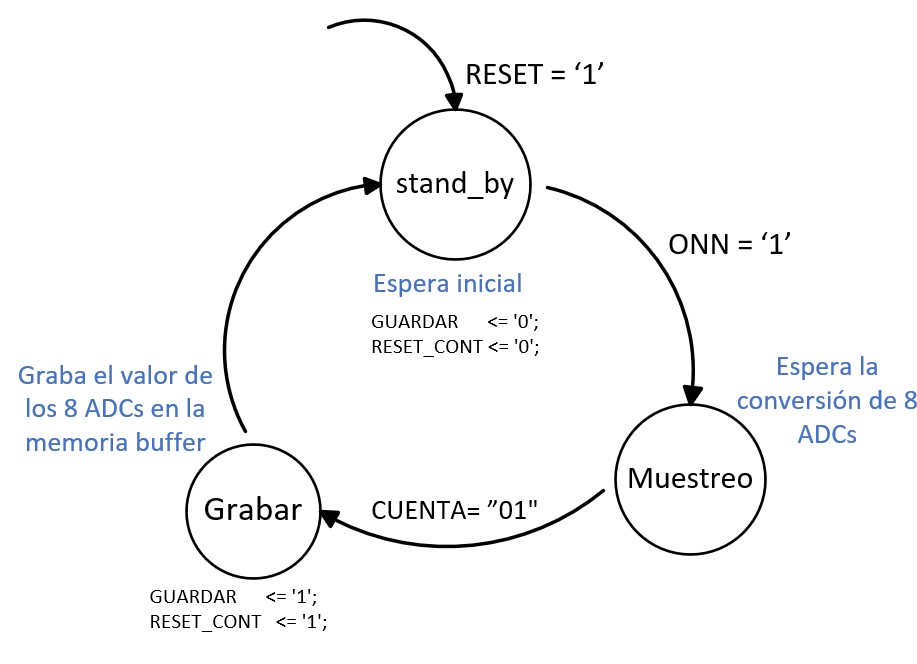 RESET = ‘1’
stand_by
ONN = ‘1’
Espera inicial
GUARDAR <= '0';
RESET_CONT <= '0';
Graba el valor de
los 8 ADCs en la
memoria buffer
Espera la
conversión de 8
ADCs
Muestreo
CUENTA= ”01"
Grabar
GUARDAR <= '1';
RESET_CONT <= '1';